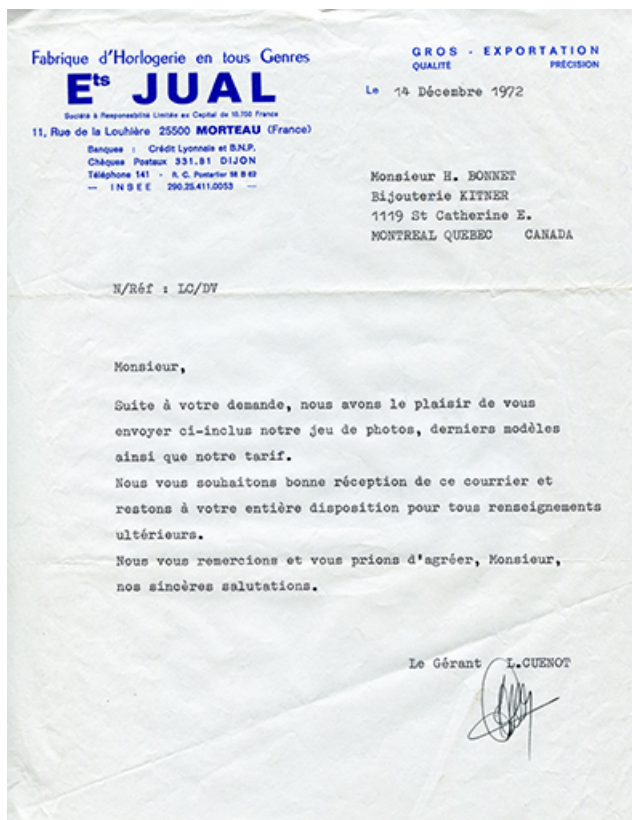 Fabrique d'Horlogerie en tous Genres
Ets JUAL
Société à Responsabilité Limitée au Capital de 10.750 Francs
11, Rue de la Louhière 25500 MORTEAU (France)
Banques : Crédit Lyonnais et B.N.P.
Chèques Postaux 331.81 DIJON
Téléphone 141 - R. C. Pontarlier 56 B 62
— INSEE 290.25.411.0053 —
GROS - EXPORTATION
QUALITÉ PRÉCISION
Le 14 Décembre 1972
Monsieur H. BONNET
Bijouterie KITNER
1119 St Catherine E.
MONTREAL QUEBEC CANADA
N/Réf : LC/DV
Monsieur,
Suite à votre demande, nous avons le plaisir de vous
envoyer ci-inclus notre jeu de photos, derniers modèles
ainsi que notre tarif.
Nous vous souhaitons bonne réception de ce courrier et
restons à votre entière disposition pour tous renseignements
ultérieurs.
Nous vous remercions et vous prions d'agréer, Monsieur,
nos sincères salutations.
Le Gérant L.CUENOT